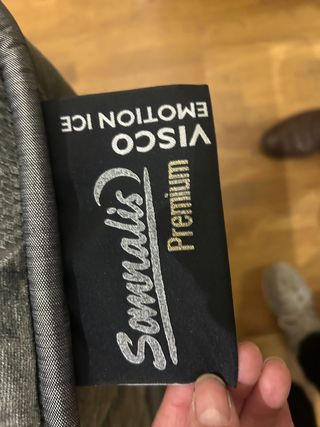 Somnalis
Premium
VISCO
EMOTION ICE